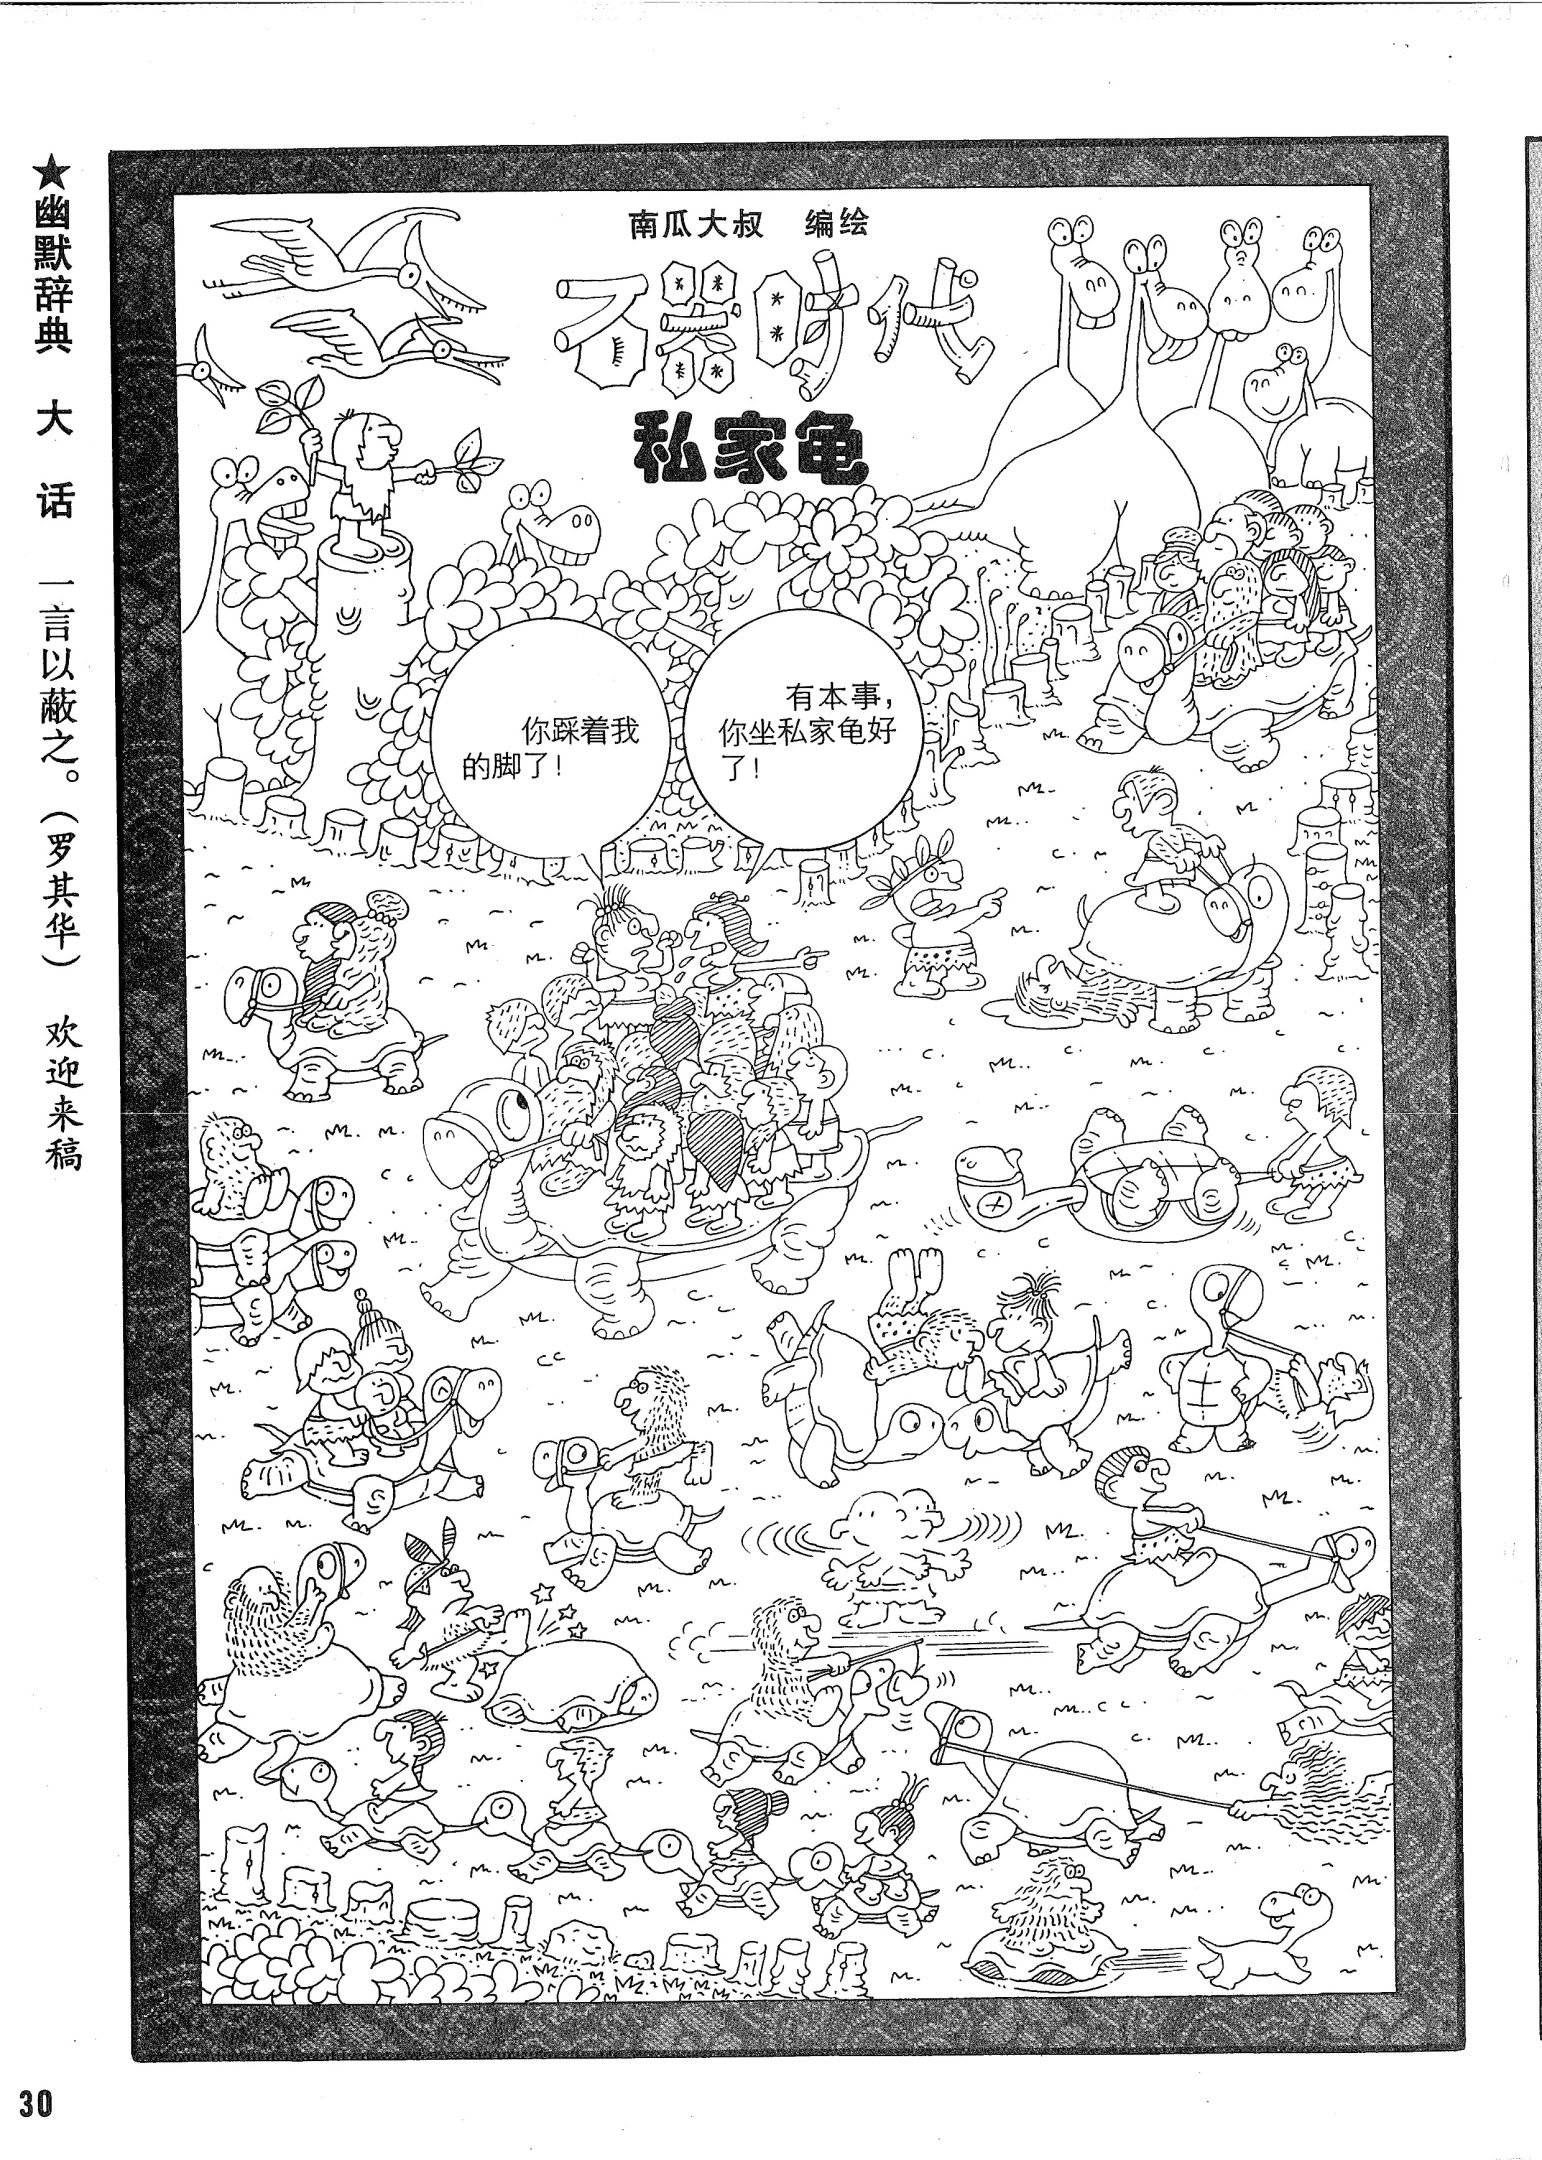 ★幽默辞典 大话 一言以蔽之。（罗其华） 欢迎来稿
南瓜大叔 编绘
石器时代
私家龟
你踩着我
的脚了！
有本事，
你坐私家龟好
了！
30